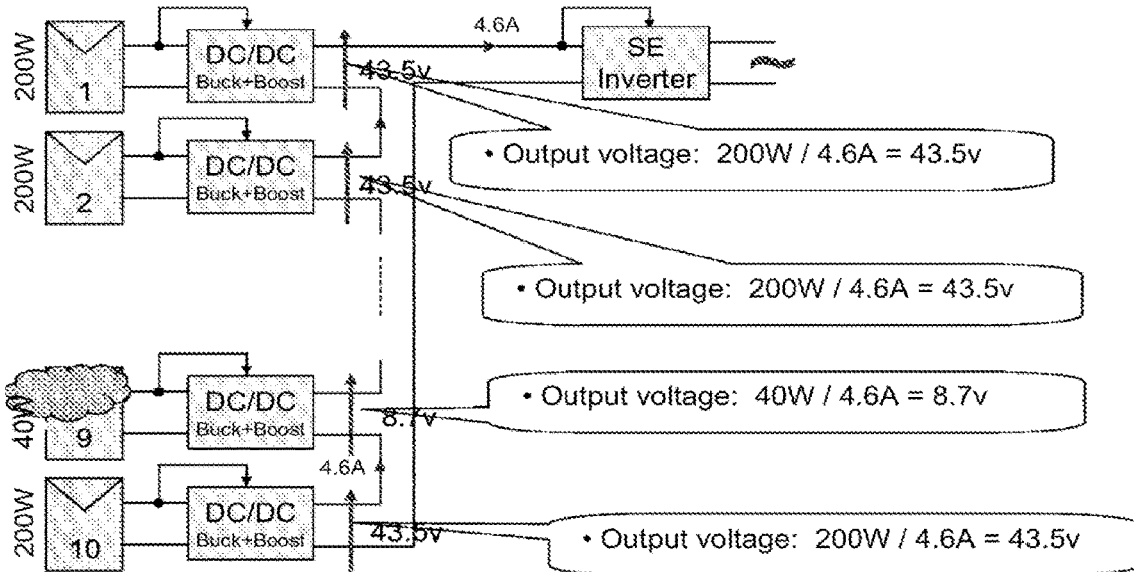 4.6A
200W
1
DC/DC
Buck+Boost
43.5v
SE
Inverter
200W
2
DC/DC
Buck+Boost
43.5v
• Output voltage: 200W / 4.6A = 43.5v
• Output voltage: 200W / 4.6A = 43.5v
40W
9
DC/DC
Buck+Boost
8.7v
• Output voltage: 40W / 4.6A = 8.7v
4.6A
200W
10
DC/DC
Buck+Boost
43.5v
• Output voltage: 200W / 4.6A = 43.5v